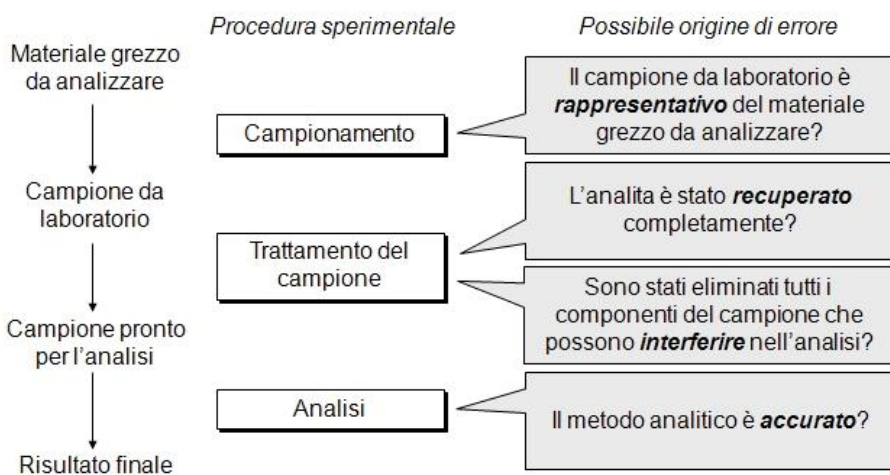 Procedura sperimentale
Possibile origine di errore
Materiale grezzo
da analizzare
Il campione da laboratorio è
rappresentativo del materiale
grezzo da analizzare?
Campionamento
Campione da
laboratorio
L'analita è stato recuperato
completamente?
Trattamento del
campione
Sono stati eliminati tutti i
componenti del campione che
possono interferire nell'analisi?
Campione pronto
per l'analisi
Analisi
Il metodo analitico è accurato?
Risultato finale